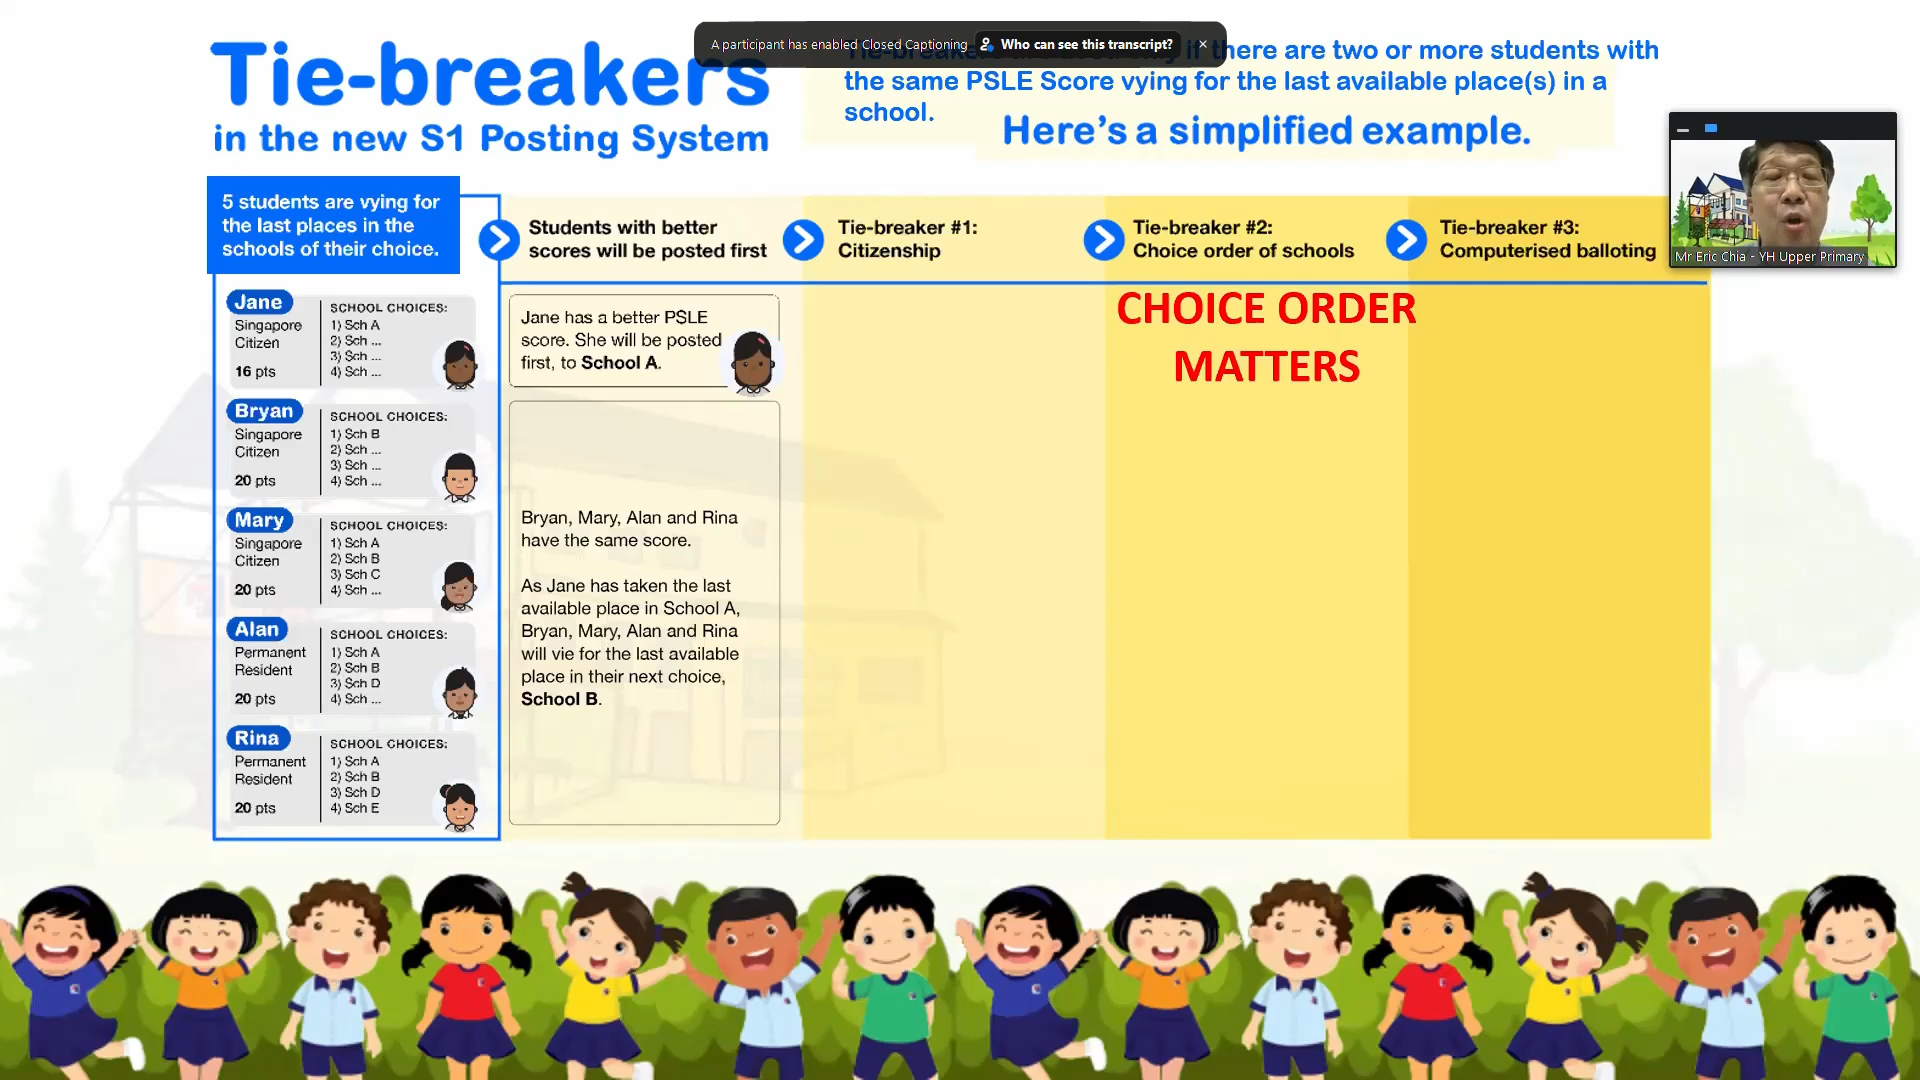 Tie-breakers
in the new S1 Posting System
A participant has enabled Closed Captioning
Who can see this transcript?
×
if there are two or more students with
the same PSLE Score vying for the last available place(s) in a
school.
Here's a simplified example.
Mr Eric Chia - YH Upper Primary
5 students are vying for
the last places in the
schools of their choice.
Students with better
scores will be posted first
Tie-breaker #1:
Citizenship
Tie-breaker #2:
Choice order of schools
Tie-breaker #3:
Computerised balloting
Jane
Singapore
Citizen
16 pts
SCHOOL CHOICES:
1) Sch A
2) Sch ...
3) Sch ...
4) Sch ...
Bryan
Singapore
Citizen
20 pts
SCHOOL CHOICES:
1) Sch B
2) Sch ...
3) Sch ...
4) Sch ...
Mary
Singapore
Citizen
20 pts
SCHOOL CHOICES:
1) Sch A
2) Sch B
3) Sch C
4) Sch ...
Alan
Permanent
Resident
20 pts
SCHOOL CHOICES:
1) Sch A
2) Sch B
3) Sch D
4) Sch ...
Rina
Permanent
Resident
20 pts
SCHOOL CHOICES:
1) Sch A
2) Sch B
3) Sch D
4) Sch E
Jane has a better PSLE
score. She will be posted
first, to School A.
Bryan, Mary, Alan and Rina
have the same score.
As Jane has taken the last
available place in School A,
Bryan, Mary, Alan and Rina
will vie for the last available
place in their next choice,
School B.
CHOICE ORDER
MATTERS